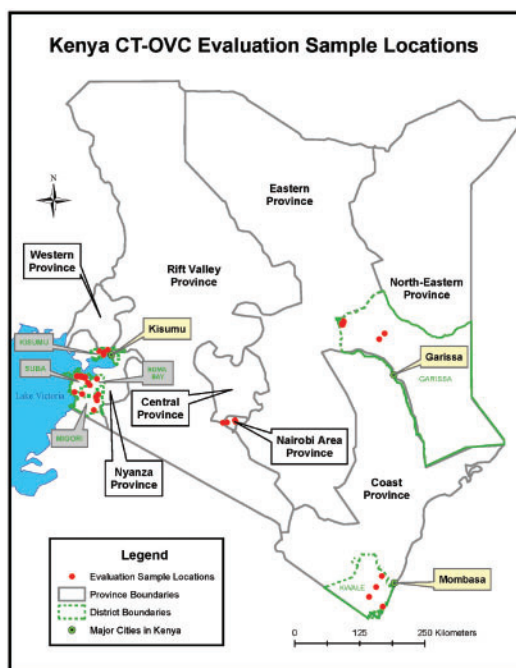 Kenya CT-OVC Evaluation Sample Locations
Eastern
Province
Western
Province
Rift Valley
Province
North-Eastern
Province
KISUMU
Kisumu
SUBA
HOMA
BAY
Garissa
GARISSA
Lake Victoria
Central
Province
MIGORI
Nairobi Area
Province
Nyanza
Province
Coast
Province
Legend
Evaluation Sample Locations
Province Boundaries
District Boundaries
Major Cities in Kenya
KWALE
Mombasa
0 125 250 Kilometers